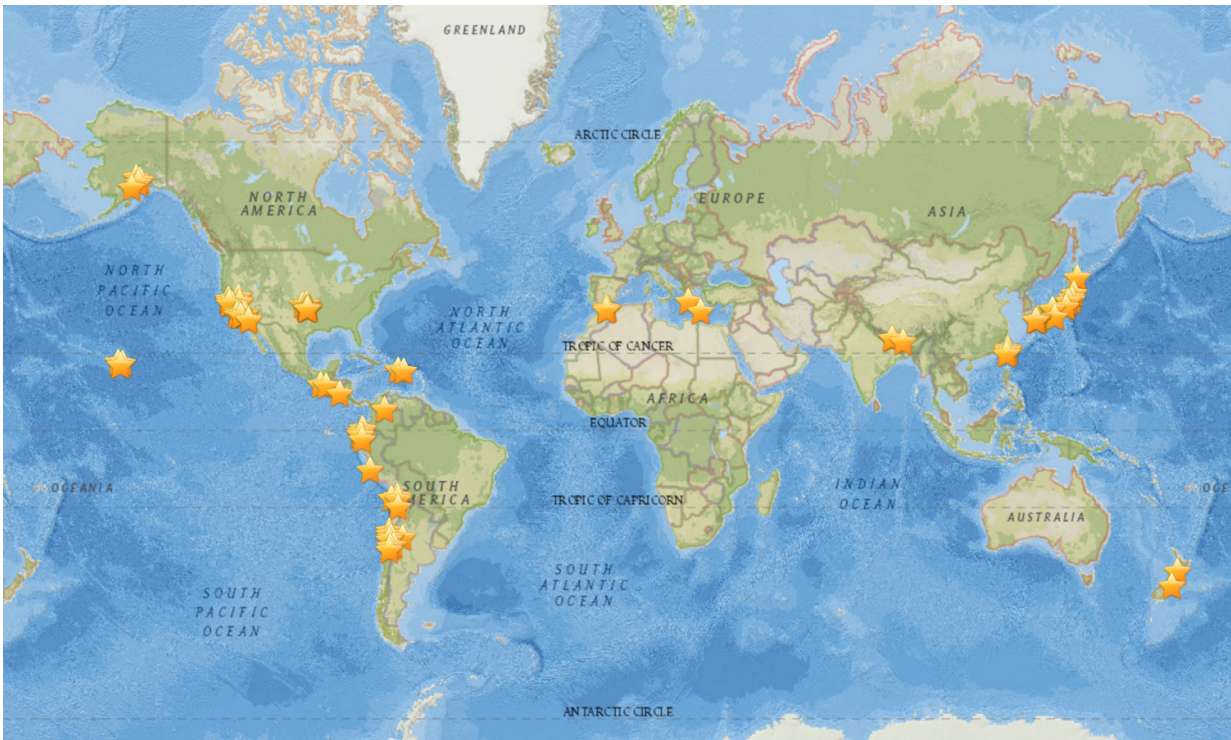 GREENLAND
ARCTIC CIRCLE
NORTH
AMERICA
EUROPE
ASIA
NORTH
PACIFIC
OCEAN
NORTH
ATLANTIC
OCEAN
TROPIC OF CANCER
AFRICA
EQUATOR
OCEANIA
SOUTH
AMERICA
TROPIC OF CAPRICORN
INDIAN
OCEAN
AUSTRALIA
OCE
SOUTH
PACIFIC
OCEAN
SOUTH
ATLANTIC
OCEAN
ANTARCTIC CIRCLE